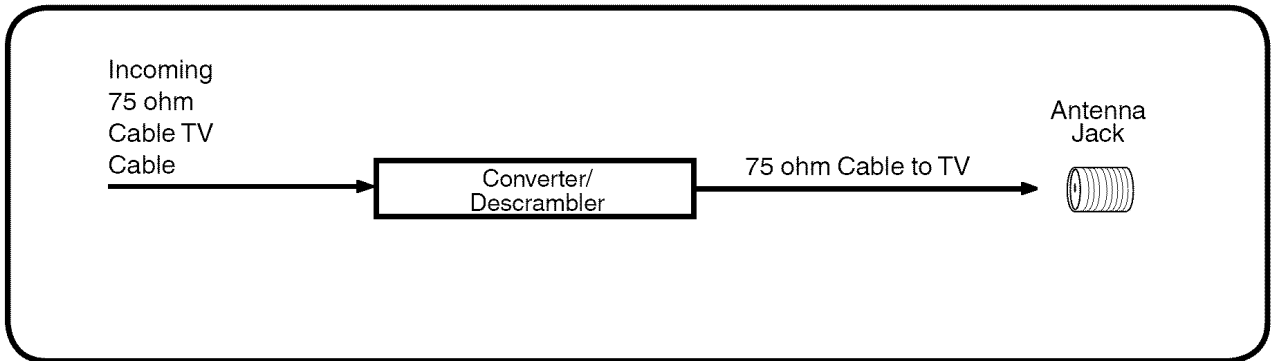 Incoming
75 ohm
Cable TV
Cable
Converter/
Descrambler
75 ohm Cable to TV
Antenna
Jack